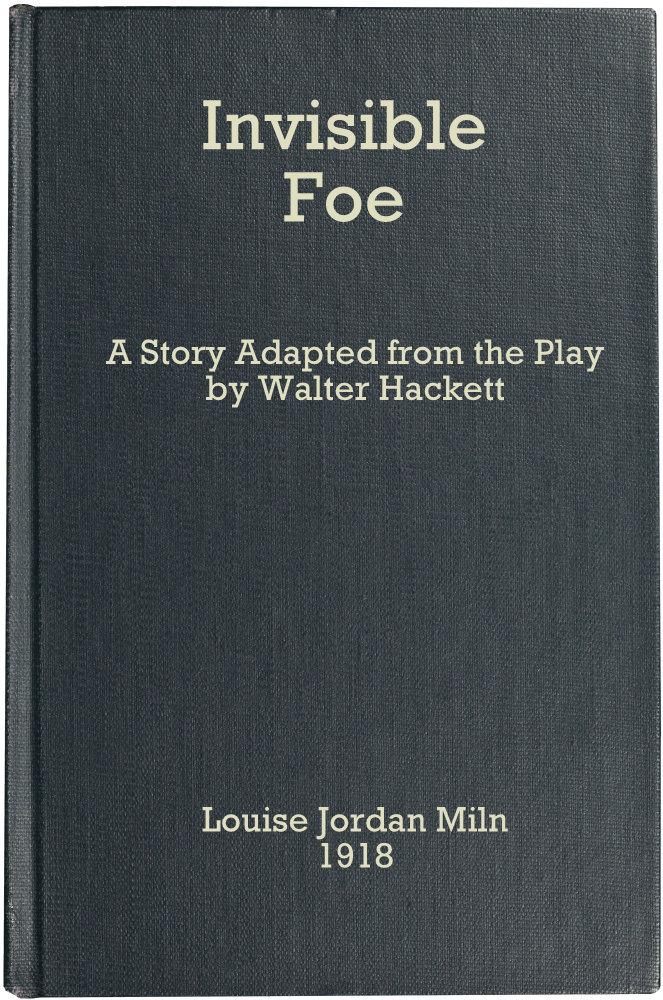 Invisible
Foe
A Story Adapted from the Play
by Walter Hackett
Louise Jordan Miln
1918